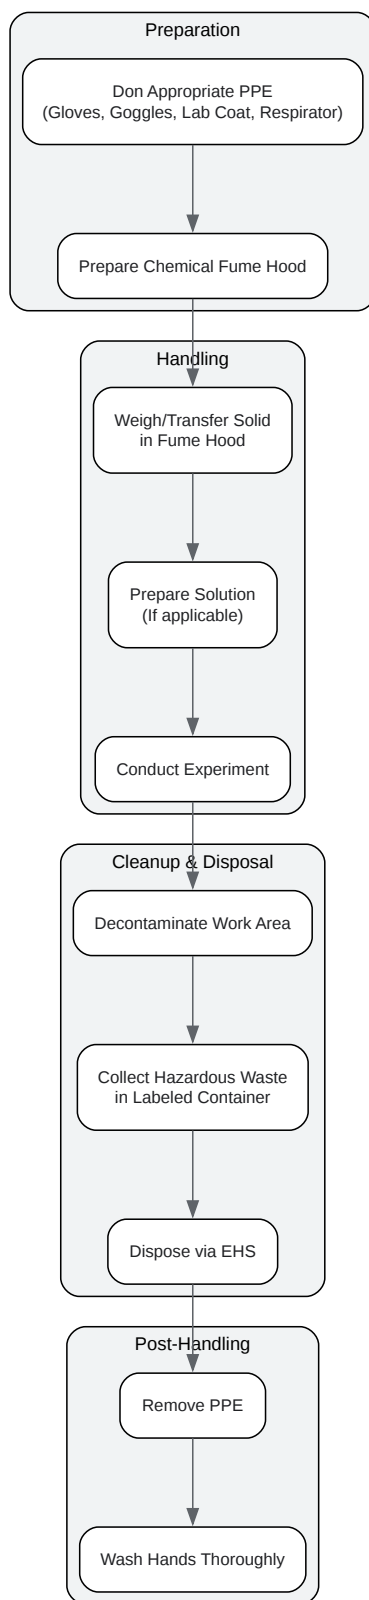 Preparation
Don Appropriate PPE
(Gloves, Goggles, Lab Coat, Respirator)
Prepare Chemical Fume Hood
Handling
Weigh/Transfer Solid
in Fume Hood
Prepare Solution
(If applicable)
Conduct Experiment
Cleanup & Disposal
Decontaminate Work Area
Collect Hazardous Waste
in Labeled Container
Dispose via EHS
Post-Handling
Remove PPE
Wash Hands Thoroughly